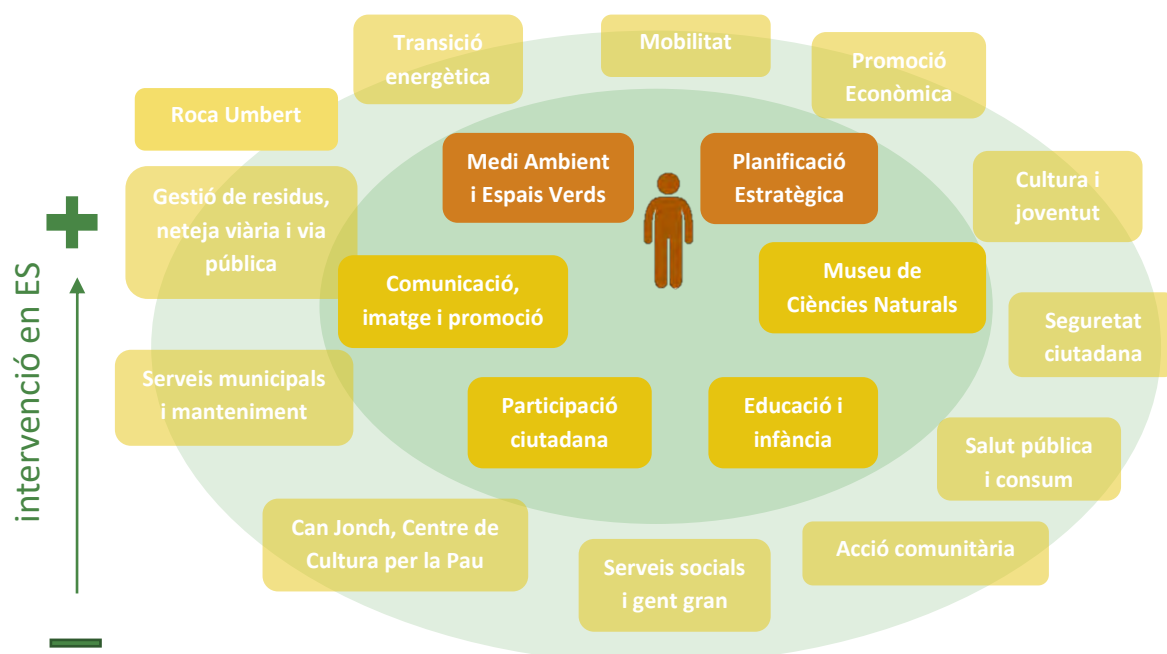 Transició
energètica
Mobilitat
Promoció
Econòmica
Roca Umbert
Medi Ambient
i Espais Verds
Planificació
Estratègica
Cultura i
joventut
Gestió de residus,
neteja viària i via
pública
Comunicació,
imatge i promoció
Museu de
Ciències Naturals
Seguretat
ciutadana
Serveis municipals
i manteniment
Participació
ciutadana
Educació i
infància
Salut pública
i consum
Can Jonch, Centre de
Cultura per la Pau
Serveis socials
i gent gran
Acció comunitària
intervenció en ES